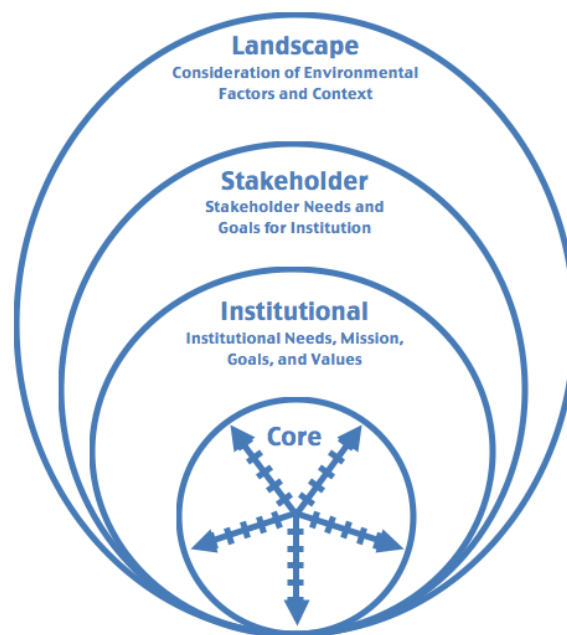 Landscape
Consideration of Environmental
Factors and Context
Stakeholder
Stakeholder Needs and
Goals for Institution
Institutional
Institutional Needs, Mission,
Goals, and Values
Core